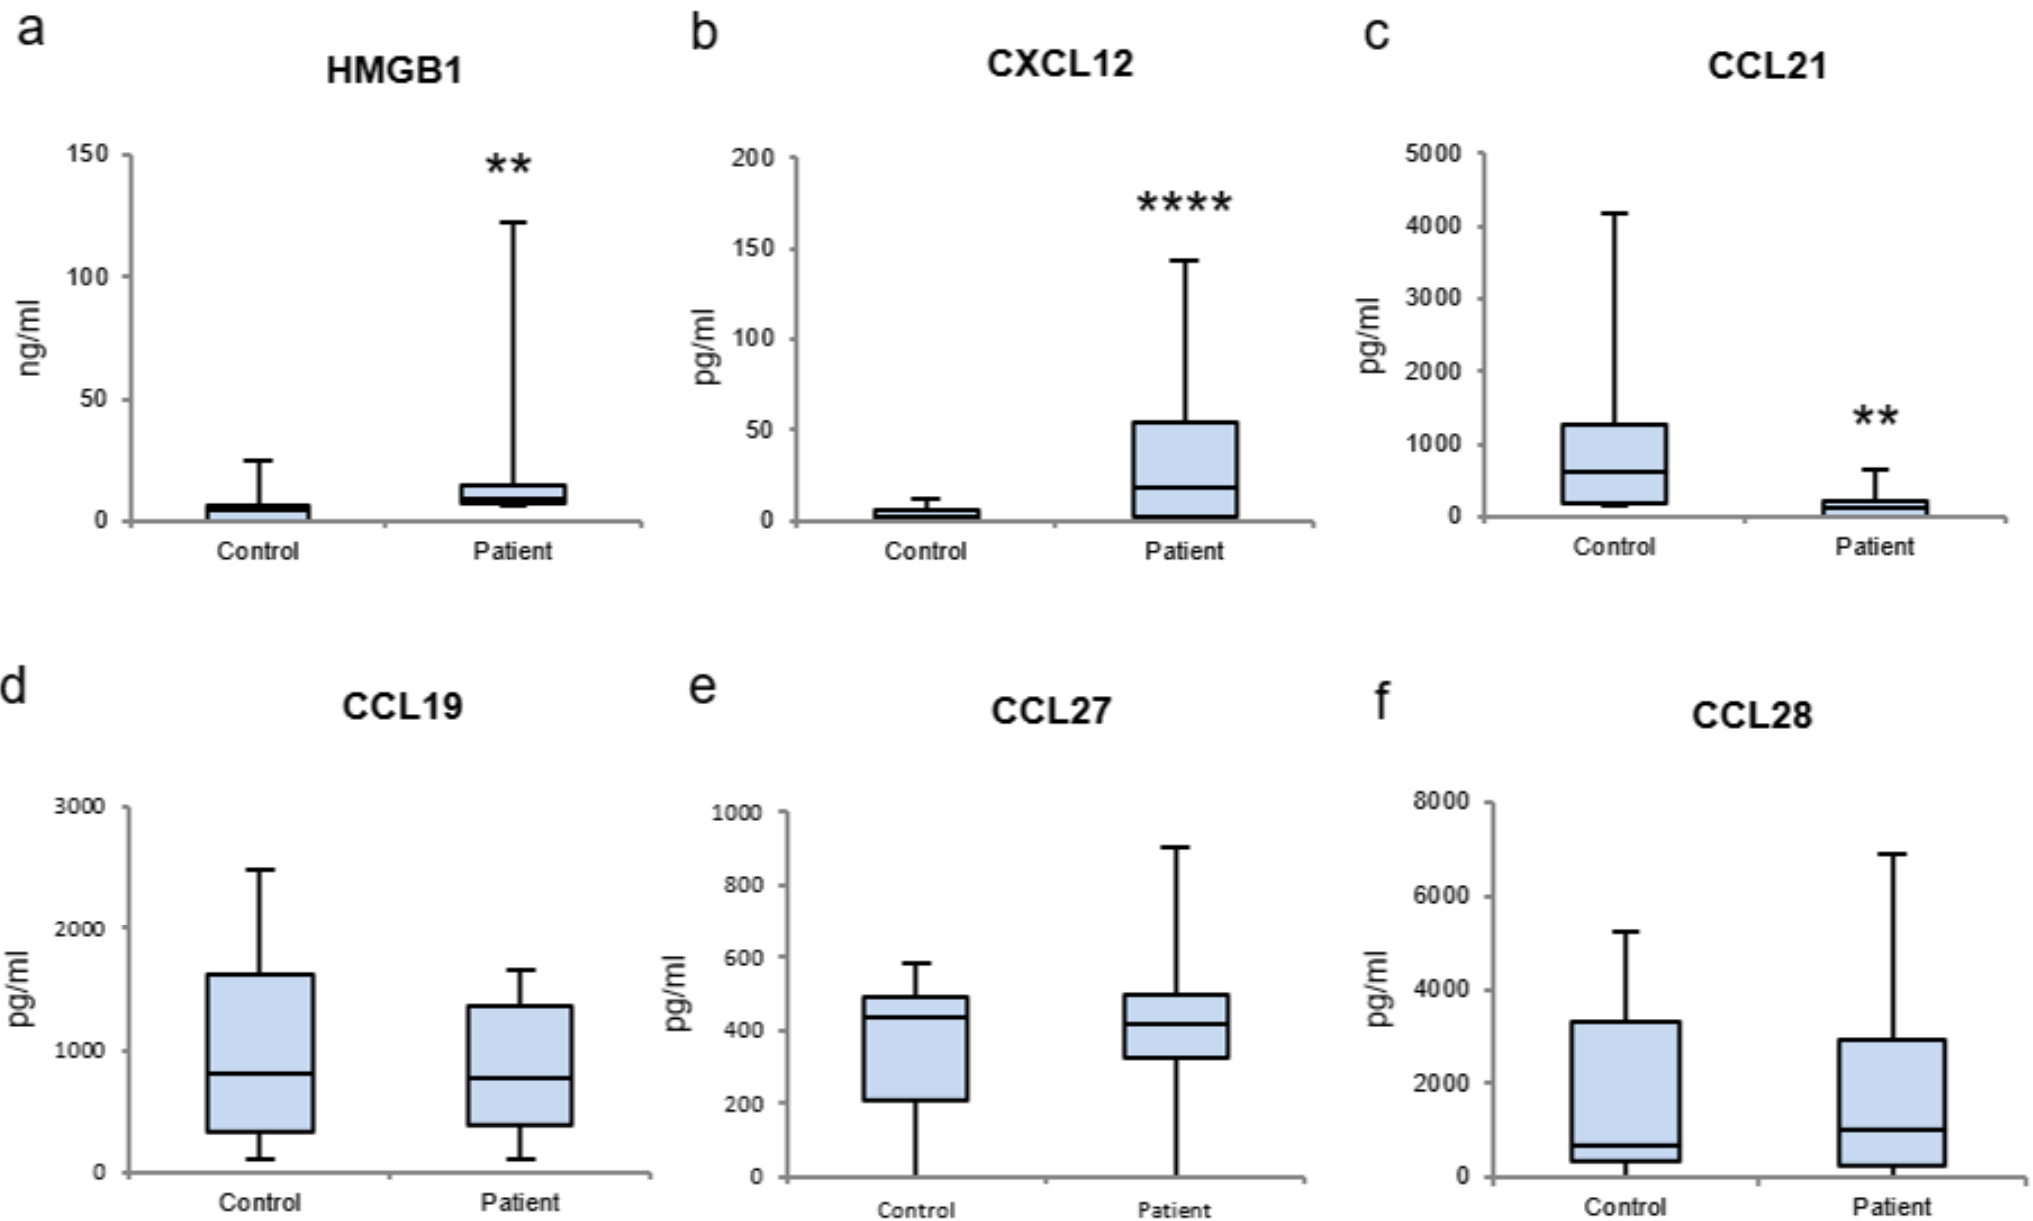 a
HMGB1
150
100
50
0
ng/ml
**
Control
Patient
b
CXCL12
200
150
100
50
0
pg/ml
****
Control
Patient
c
CCL21
5000
4000
3000
2000
1000
0
pg/ml
**
Control
Patient
d
CCL19
3000
2000
1000
0
pg/ml
Control
Patient
e
CCL27
1000
800
600
400
200
0
pg/ml
Control
Patient
f
CCL28
8000
6000
4000
2000
0
pg/ml
Control
Patient